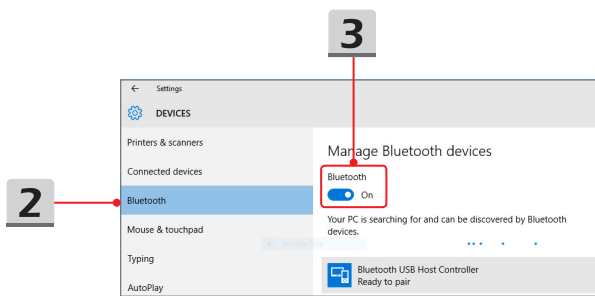 3
← Settings
DEVICES
Printers & scanners
Connected devices
2
Bluetooth
Mouse & touchpad
Typing
AutoPlay
Manage Bluetooth devices
Bluetooth
On
Your PC is searching for and can be discovered by Bluetooth
devices.
Bluetooth USB Host Controller
Ready to pair